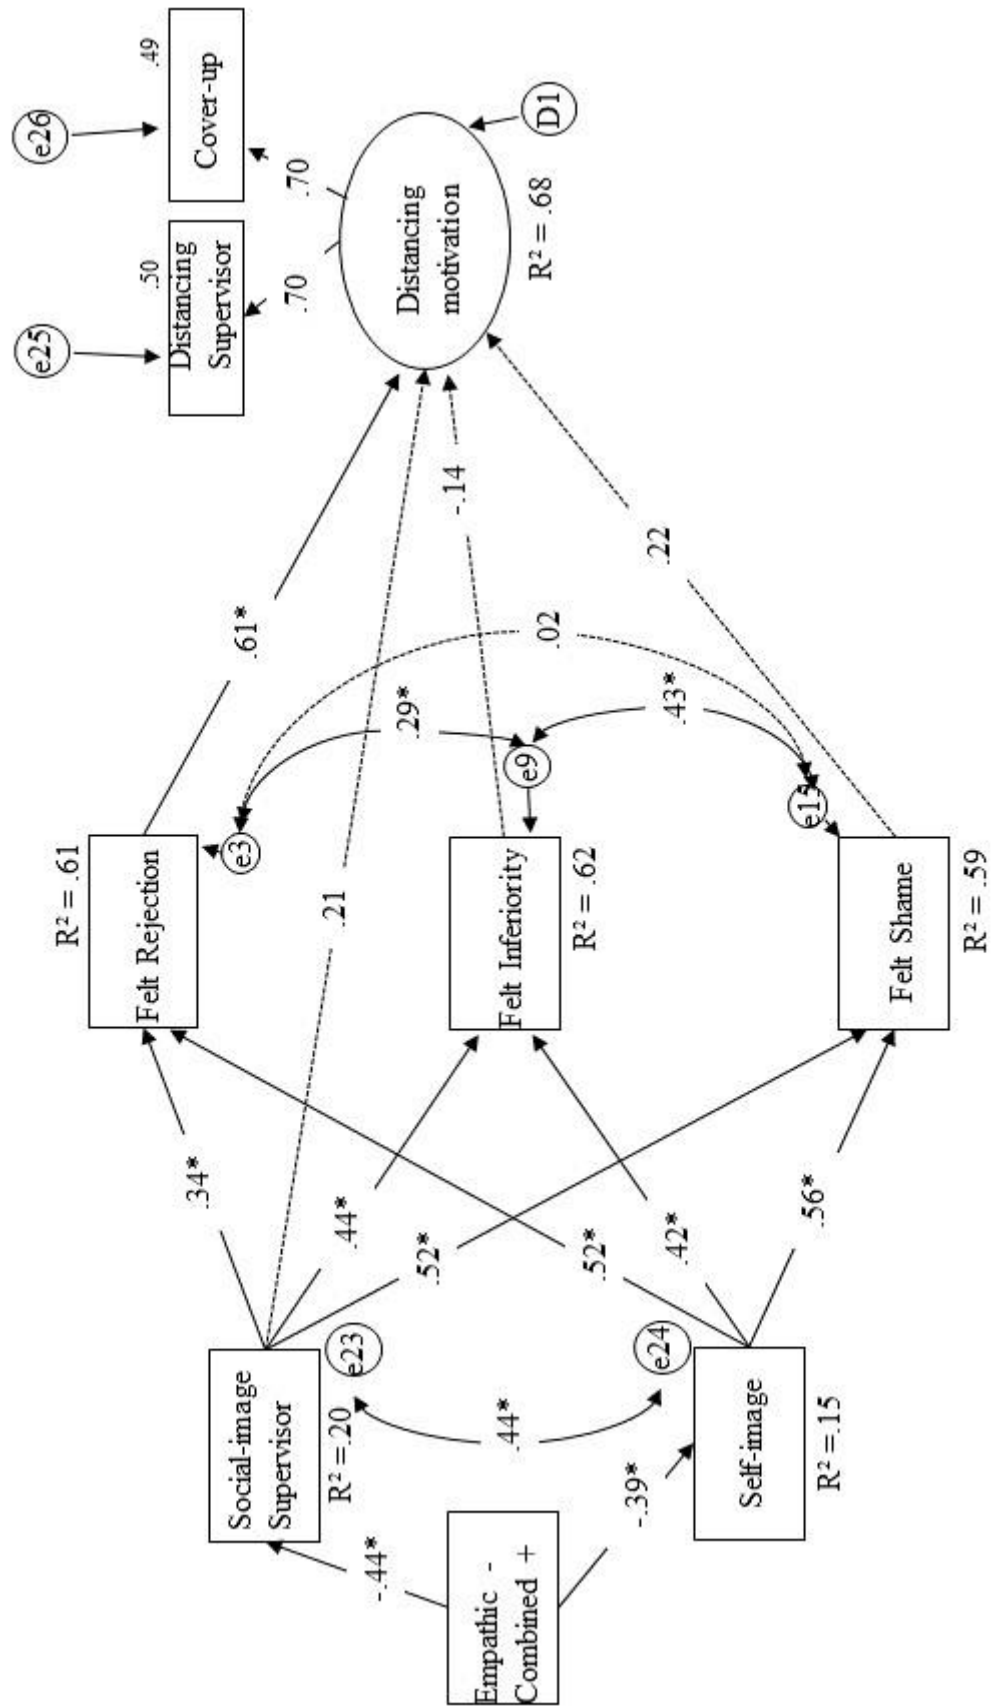 Empathic -
Combined +
-.44*
-.39*
Social-image
Supervisor
R² =.20
e23
.44*
e24
Self-image
R² =.15
.34*
.44*
.52*
.52*
.42*
.56*
.21
R² = .61
Felt Rejection
e3
Felt Inferiority
R² = .62
e9
Felt Shame
R² = .59
e15
.29*
.43*
.02
.61*
-.14
.22
Distancing
motivation
R² = .68
D1
.70
.70
Distancing
Supervisor
.50
e25
Cover-up
.49
e26